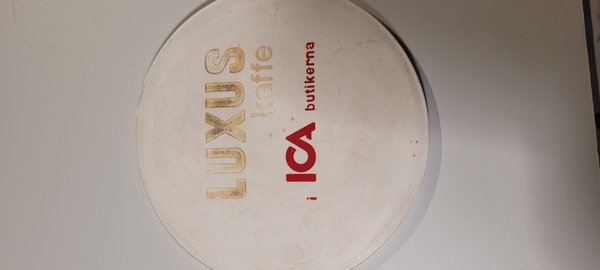 LUXUS
kaffe
i ICA butikerna